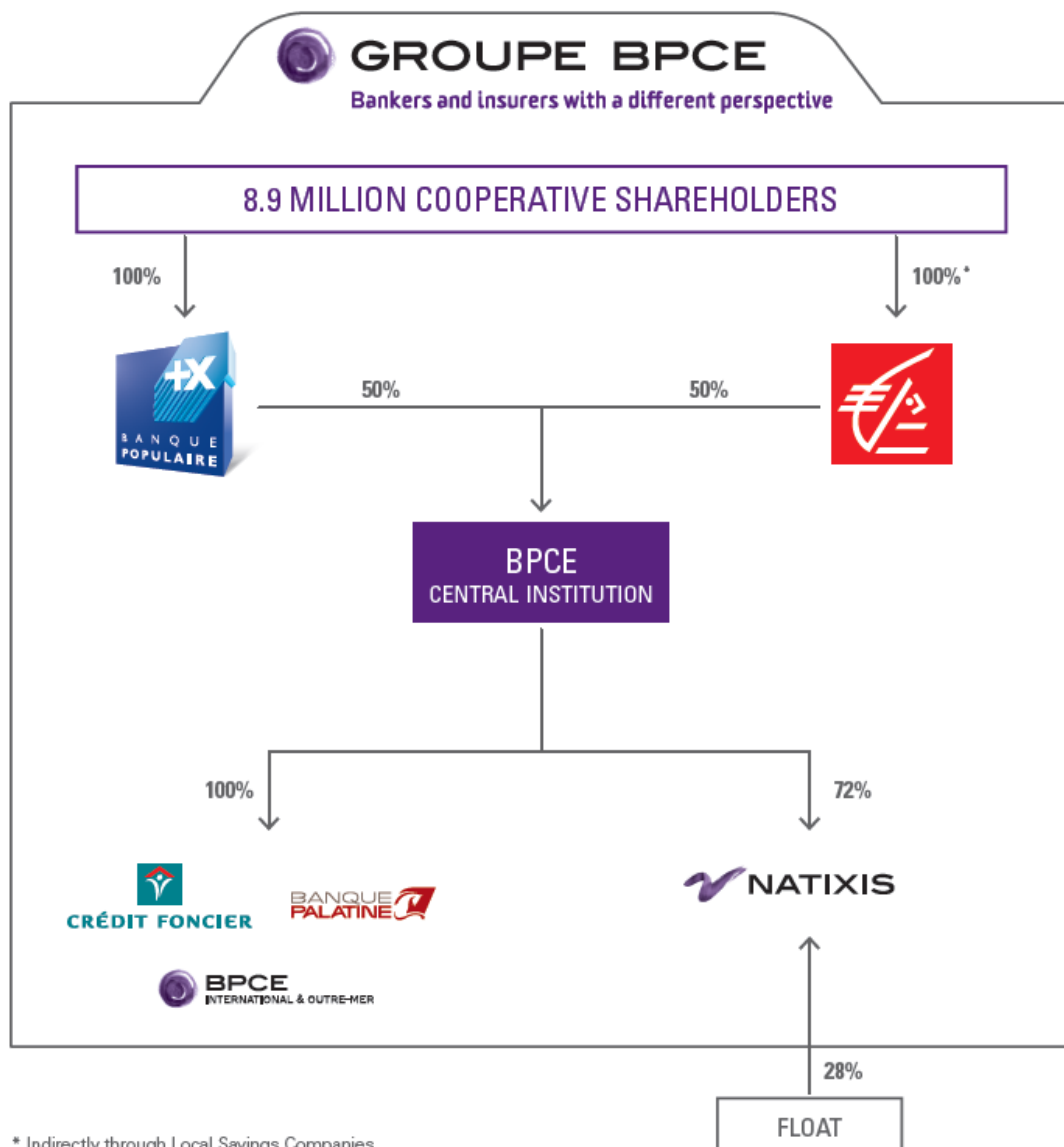 GROUPE BPCE
Bankers and insurers with a different perspective
8.9 MILLION COOPERATIVE SHAREHOLDERS
100%
100%*
+X
BANQUE
POPULAIRE
50%
50%
BPCE
CENTRAL INSTITUTION
100%
72%
CRÉDIT FONCIER
BANQUE
PALATINE
NATIXIS
BPCE
INTERNATIONAL & OUTRE-MER
28%
FLOAT
* Indirectly through Local Savings Companies